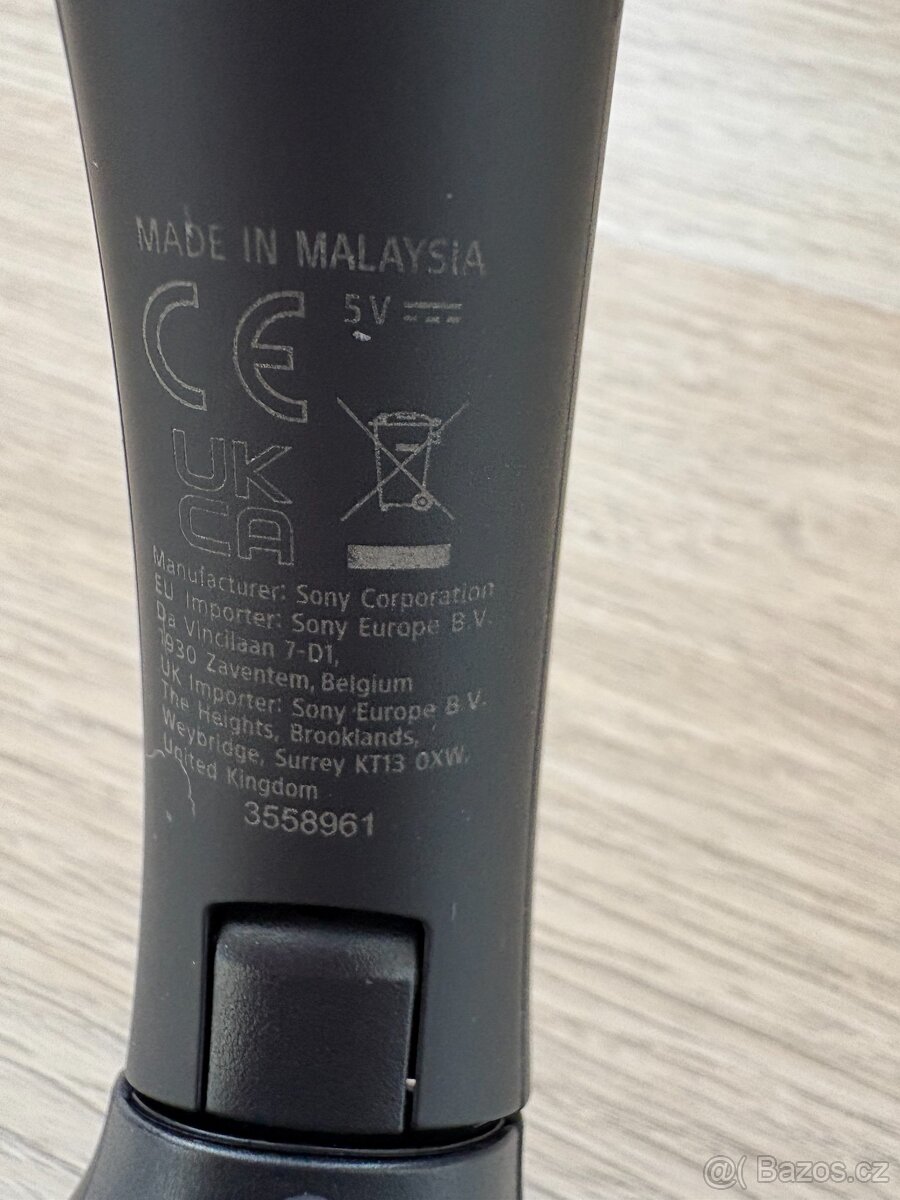 MADE IN MALAYSIA
CE 5V
UK
CA
Manufacturer: Sony Corporation
EU Importer: Sony Europe B.V.
Da Vincilaan 7-D1,
1930 Zaventem, Belgium
UK Importer: Sony Europe B.V.
The Heights, Brooklands,
Weybridge, Surrey KT13 0XW,
United Kingdom
3558961
@( Bazos.cz